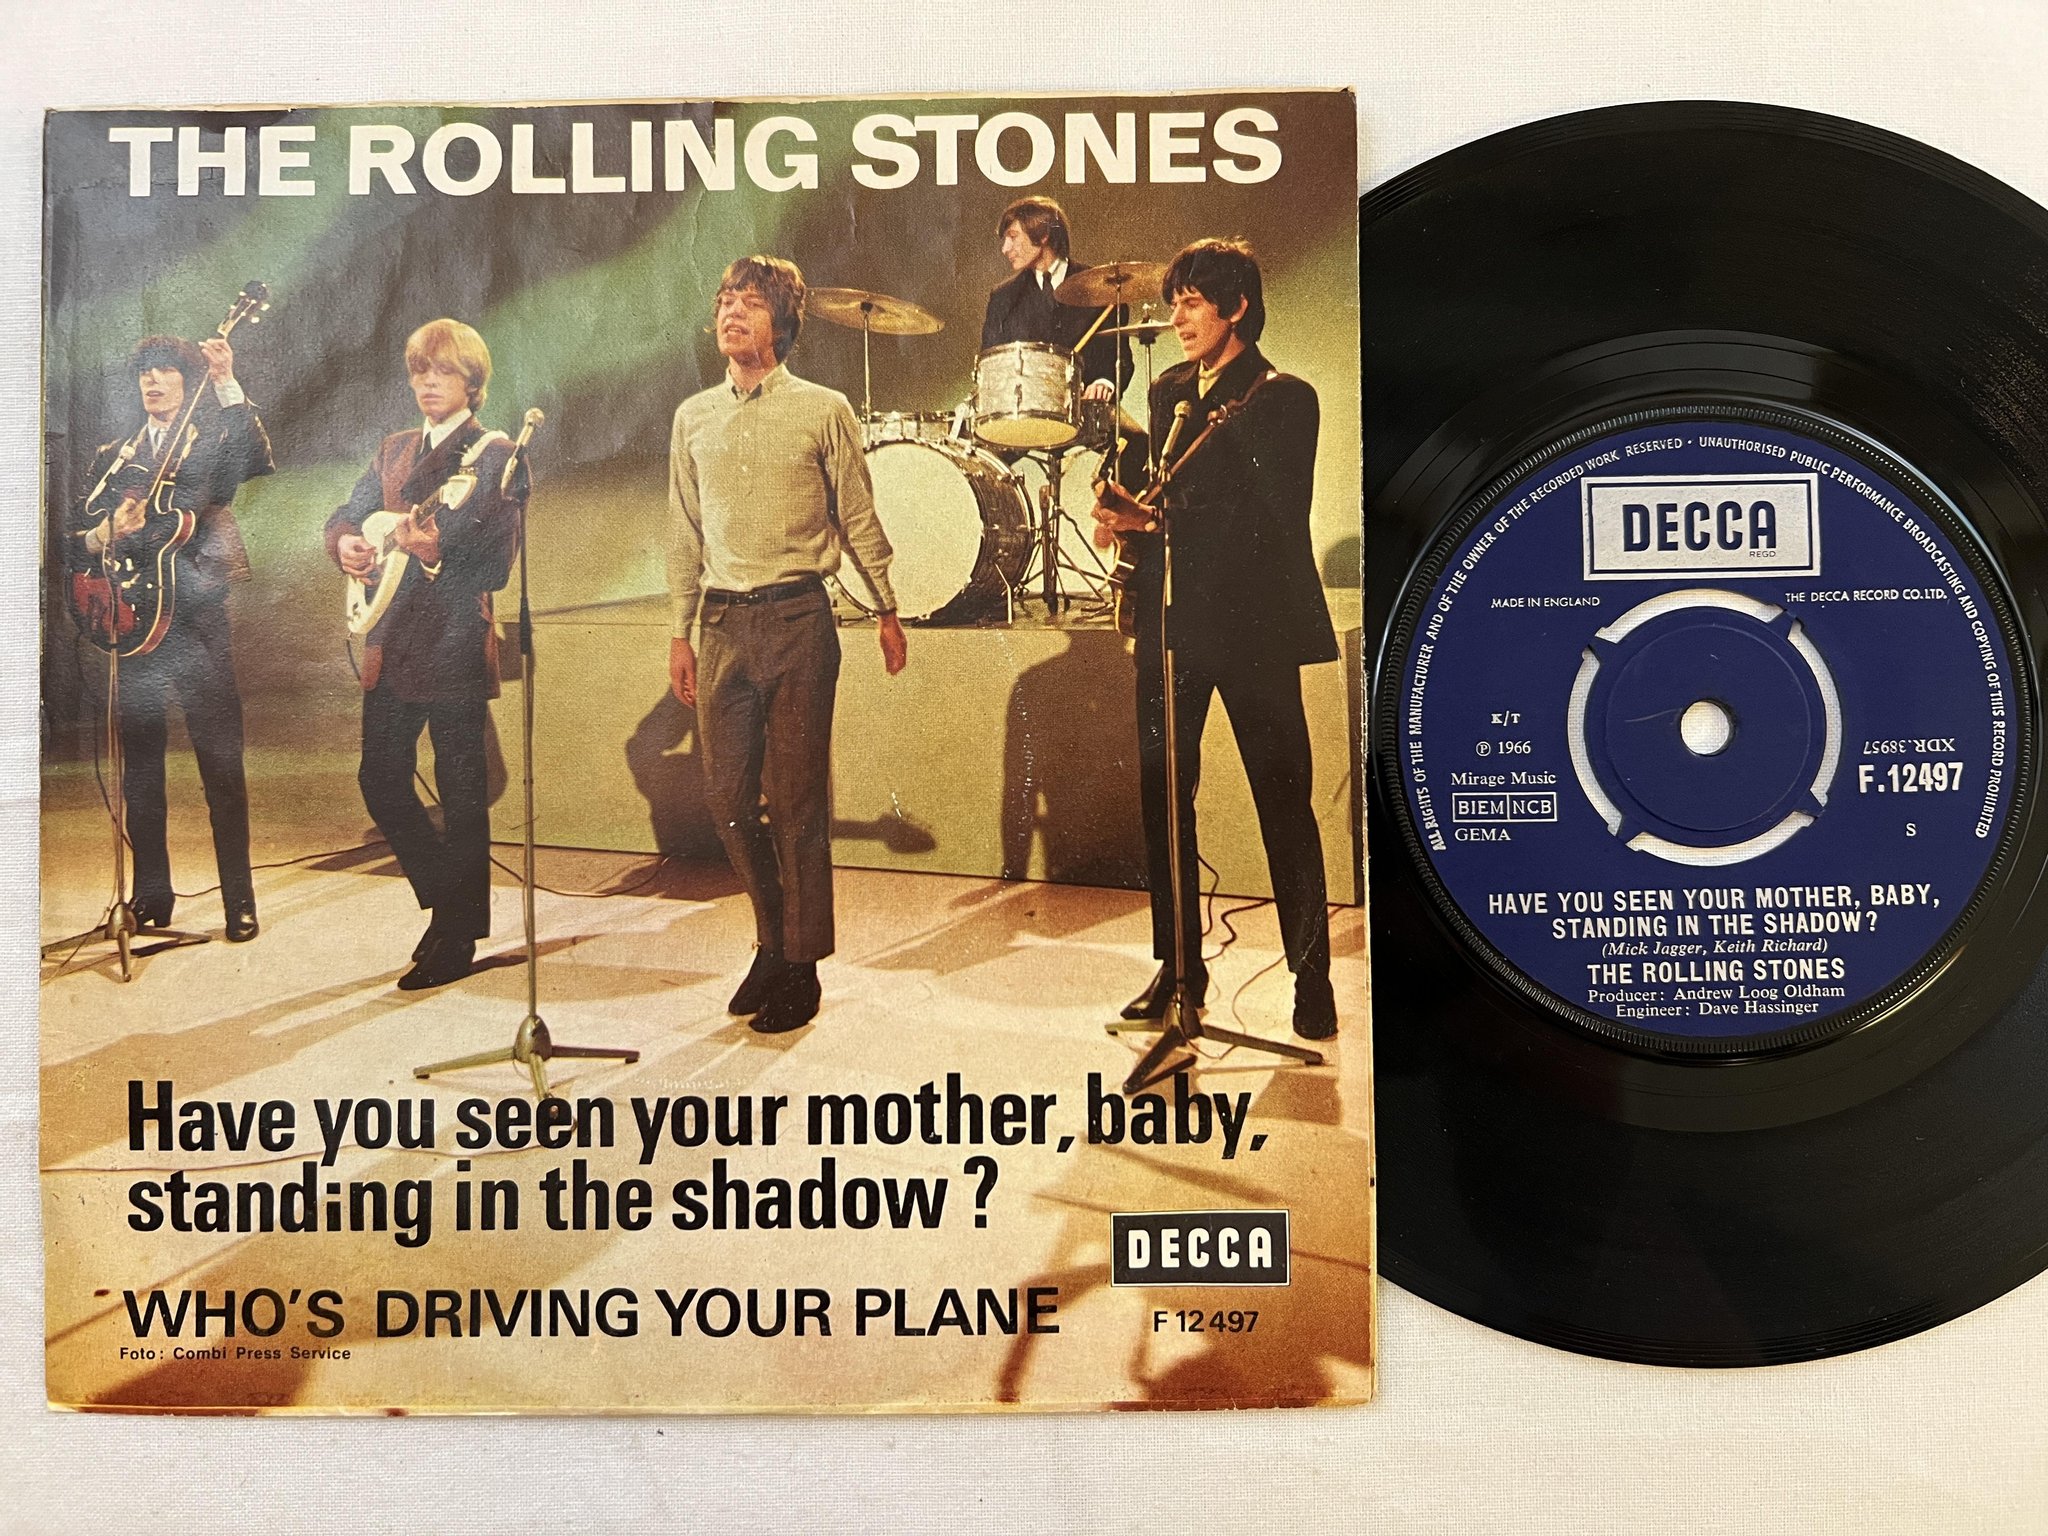 THE ROLLING STONES
Have you seen your mother, baby,
standing in the shadow?
DECCA
WHO'S DRIVING YOUR PLANE
F 12 497
Foto: Combi Press Service
ALL RIGHTS OF THE MANUFACTURER AND OF THE OWNER OF THE RECORDED WORK RESERVED • UNAUTHORISED PUBLIC PERFORMANCE BROADCASTING AND COPYING OF THIS RECORD PROHIBITED
DECCA
REGD
MADE IN ENGLAND
THE DECCA RECORD CO. LTD.
K/T
℗ 1966
Mirage Music
BIEM NCB
GEMA
XDR.38957
F.12497
S
HAVE YOU SEEN YOUR MOTHER, BABY,
STANDING IN THE SHADOW?
(Mick Jagger, Keith Richard)
THE ROLLING STONES
Producer: Andrew Loog Oldham
Engineer: Dave Hassinger